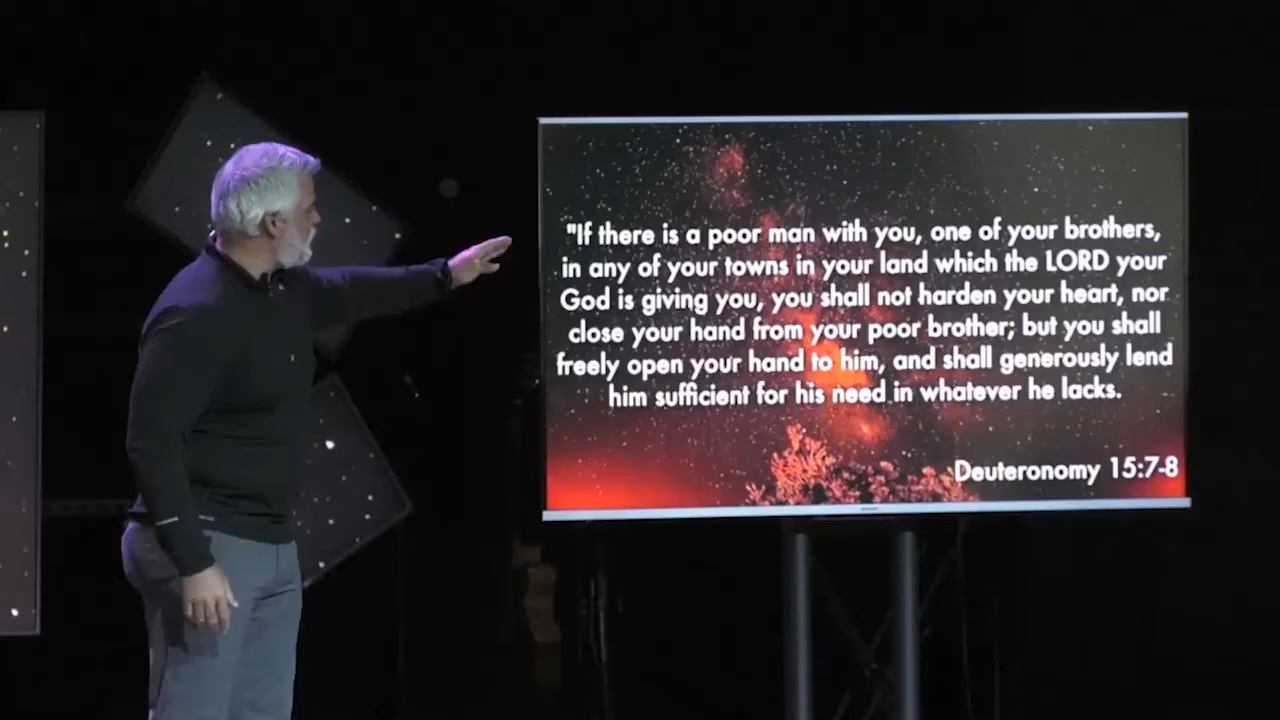 "If there is a poor man with you, one of your brothers,
in any of your towns in your land which the LORD your
God is giving you, you shall not harden your heart, nor
close your hand from your poor brother; but you shall
freely open your hand to him, and shall generously lend
him sufficient for his need in whatever he lacks.
Deuteronomy 15:7-8